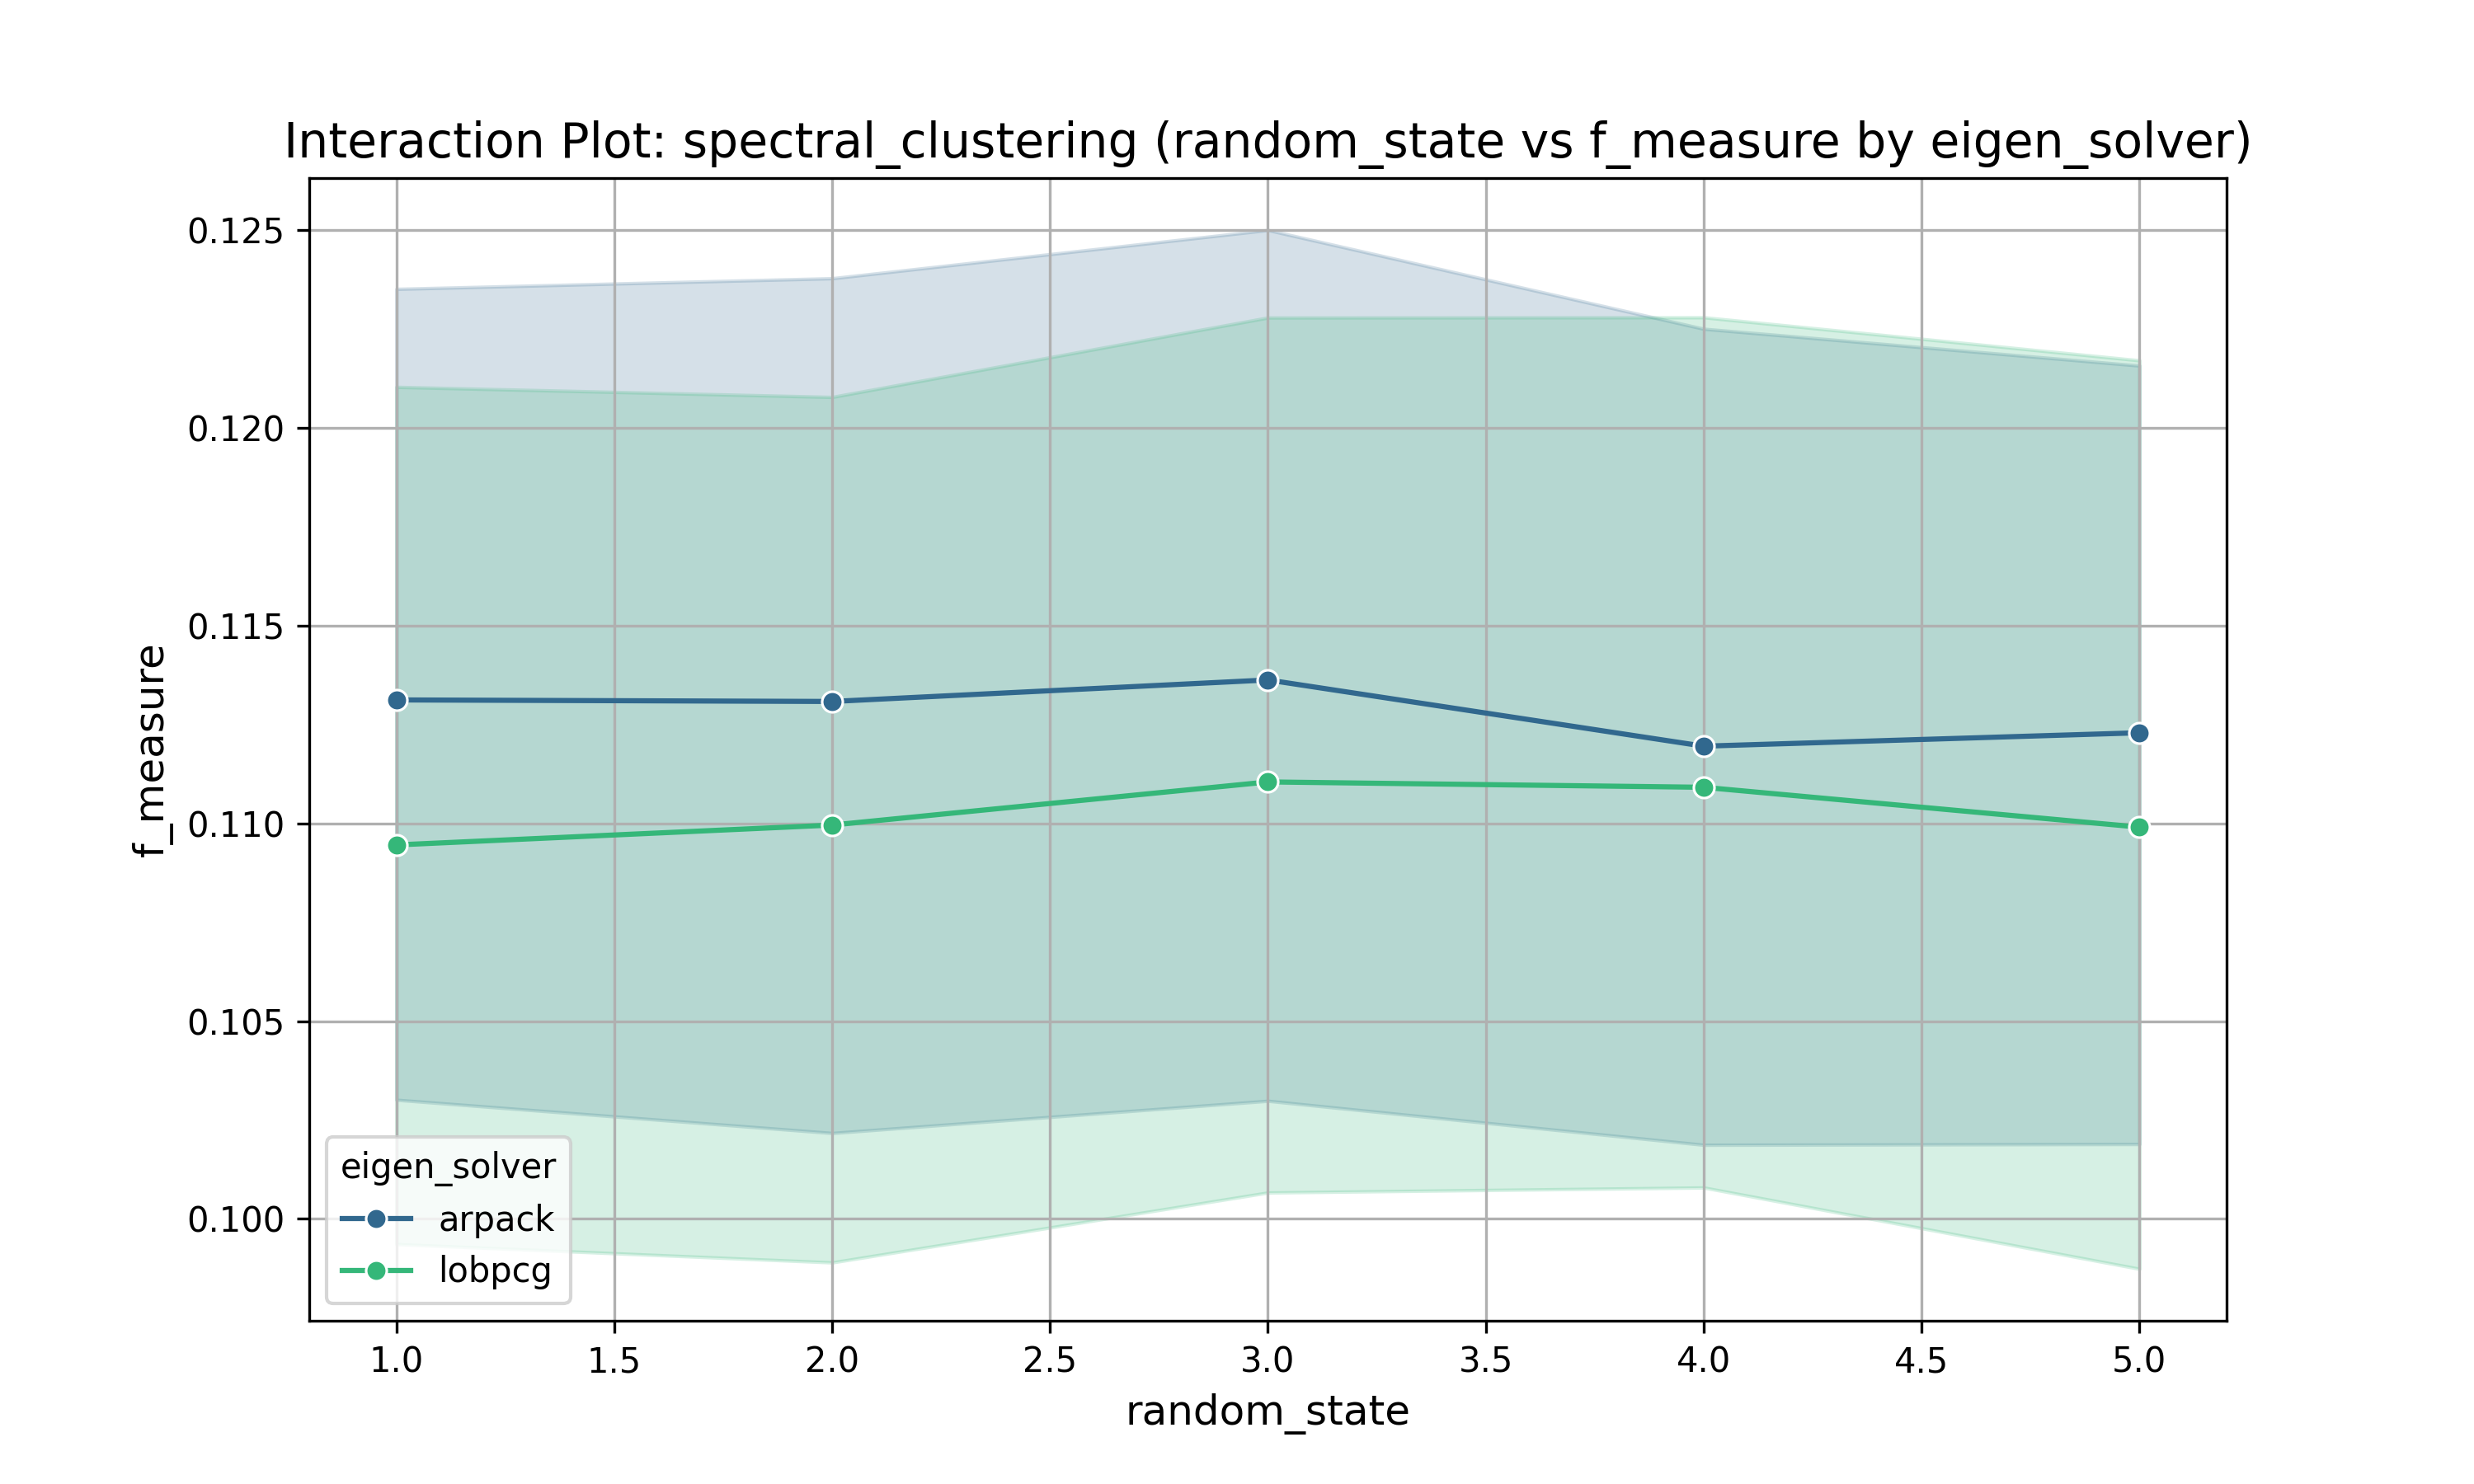 Interaction Plot: spectral_clustering (random_state vs f_measure by eigen_solver)
f_measure
0.125
0.120
0.115
0.110
0.105
0.100
eigen_solver
arpack
lobpcg
1.0 1.5 2.0 2.5 3.0 3.5 4.0 4.5 5.0
random_state